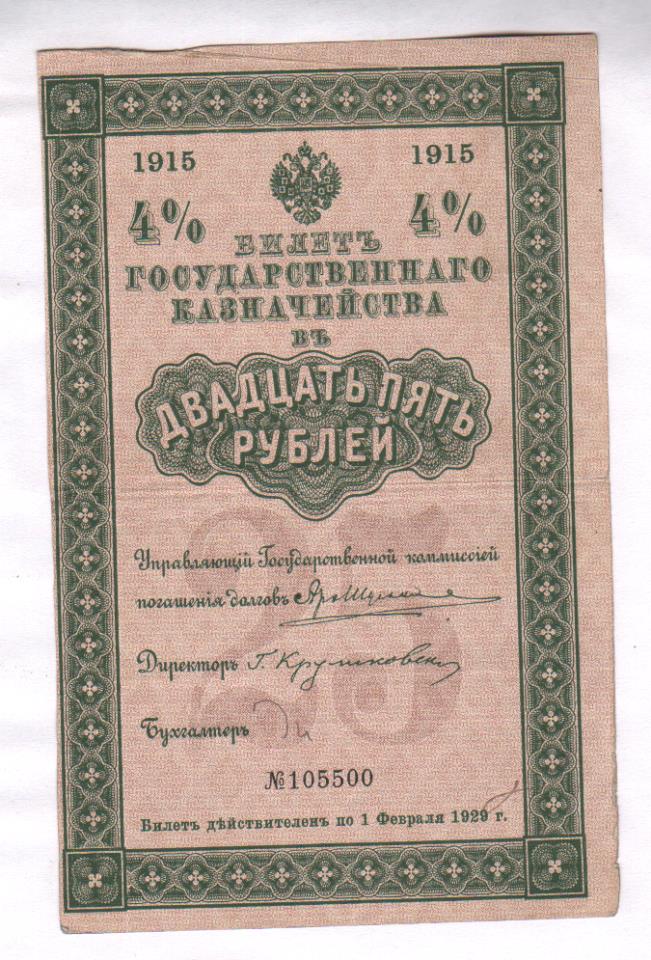 1915 1915
4% 4%
БИЛЕТЪ
ГОСУДАРСТВЕННАГО
КАЗНАЧЕЙСТВА
ВЪ
ДВАДЦАТЬ ПЯТЬ
РУБЛЕЙ
25
Управляющій Государственной коммиссіей
погашенія долговъ
Директоръ
Бухгалтеръ
№105500
Билетъ дѣйствителенъ по 1 Февраля 1929 г.